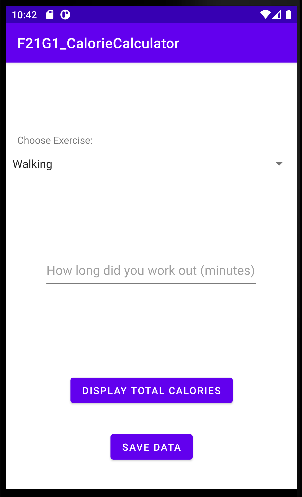 10:42
F21G1_CalorieCalculator
Choose Exercise:
Walking
How long did you work out (minutes)
DISPLAY TOTAL CALORIES
SAVE DATA